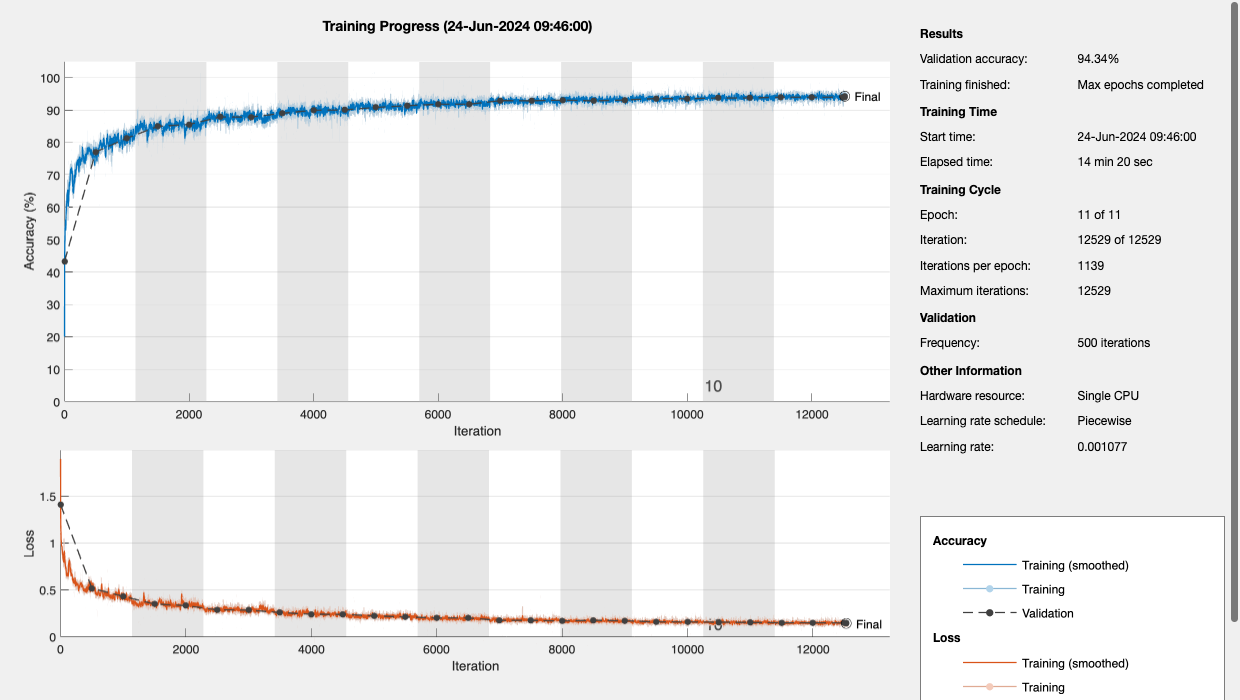 Training Progress (24-Jun-2024 09:46:00)
100
90
80
70
60
50
40
30
20
10
0
Accuracy (%)
Final
10
0 2000 4000 6000 8000 10000 12000
Iteration
1.5
1
0.5
0
Loss
Final
0 2000 4000 6000 8000 10000 12000
Iteration
Results
Validation accuracy: 94.34%
Training finished: Max epochs completed
Training Time
Start time: 24-Jun-2024 09:46:00
Elapsed time: 14 min 20 sec
Training Cycle
Epoch: 11 of 11
Iteration: 12529 of 12529
Iterations per epoch: 1139
Maximum iterations: 12529
Validation
Frequency: 500 iterations
Other Information
Hardware resource: Single CPU
Learning rate schedule: Piecewise
Learning rate: 0.001077
Accuracy
Training (smoothed)
Training
Validation
Loss
Training (smoothed)
Training